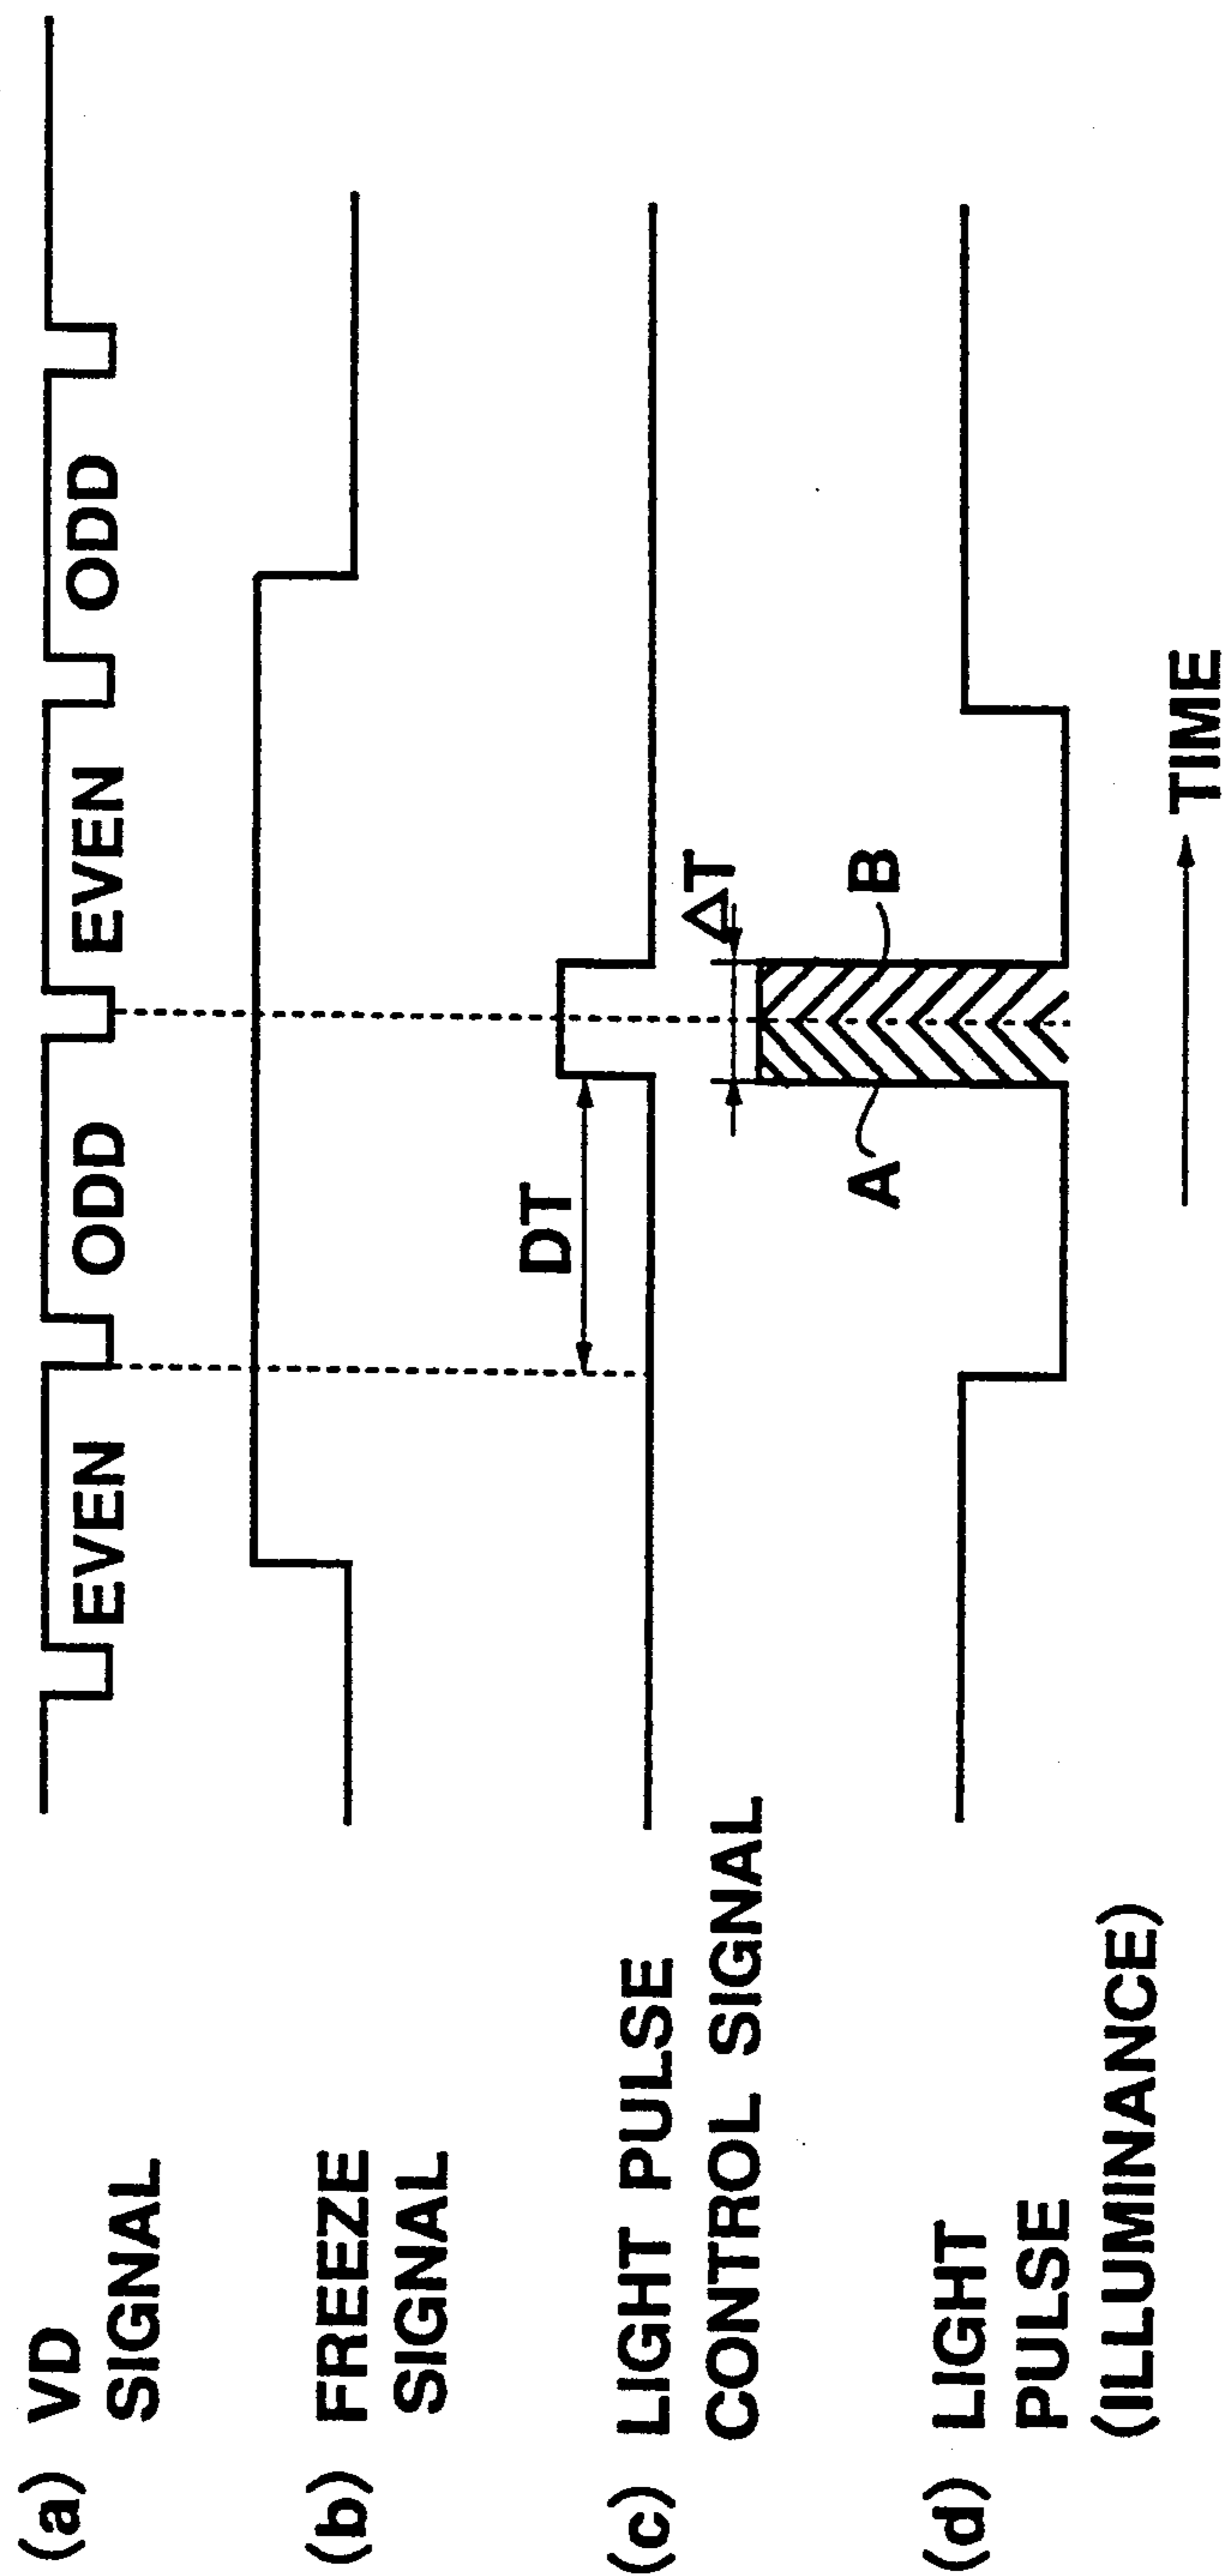 (a) VD
SIGNAL
EVEN ODD EVEN ODD
(b) FREEZE
SIGNAL
(c) LIGHT PULSE
CONTROL SIGNAL
DT
ΔT
(d) LIGHT
PULSE
(ILLUMINANCE)
A B
TIME